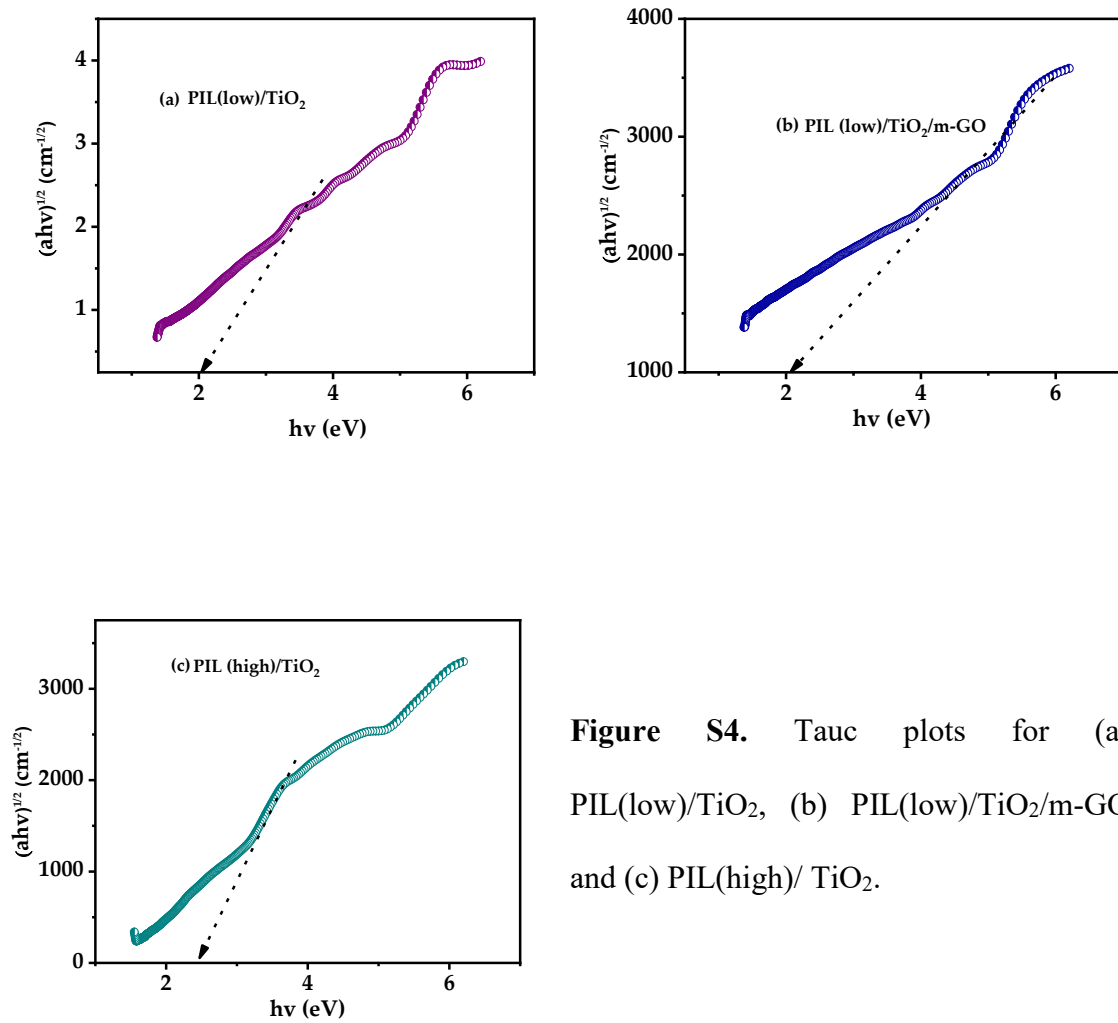 4
(a) PIL(low)/TiO₂
3
2
1
(ahv)¹/² (cm⁻¹/²)
2 4 6
hv (eV)
4000
(b) PIL (low)/TiO₂/m-GO
3000
2000
1000
(ahv)¹/² (cm⁻¹/²)
2 4 6
hv (eV)
(c) PIL (high)/TiO₂
3000
2000
1000
0
(ahv)¹/² (cm⁻¹/²)
2 4 6
hv (eV)
Figure S4. Tauc plots for (a
PIL(low)/TiO₂, (b) PIL(low)/TiO₂/m-GO
and (c) PIL(high)/ TiO₂.